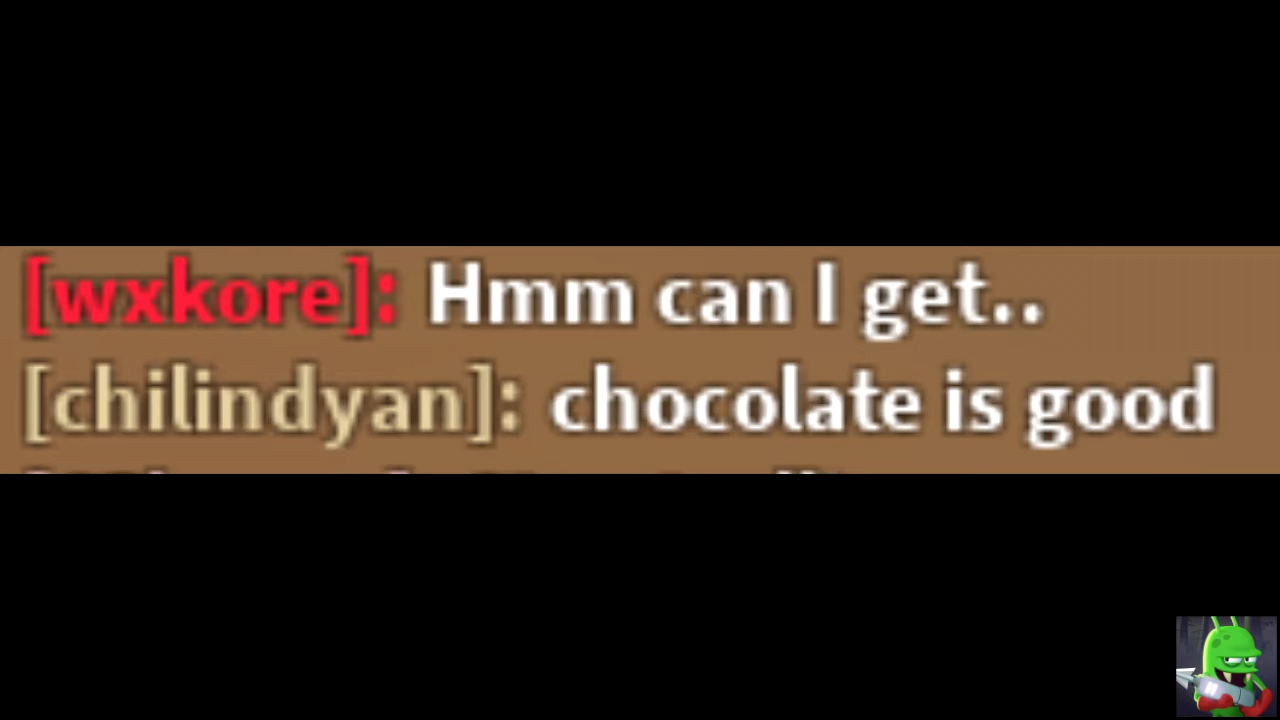 [wxkore]: Hmm can I get..
[chilindyan]: chocolate is good